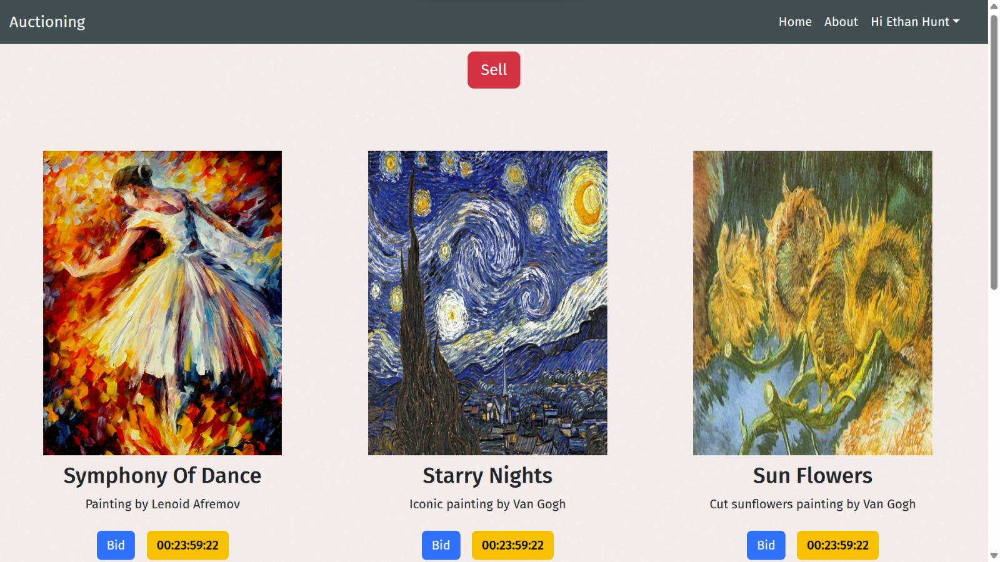 Auctioning
Home About Hi Ethan Hunt
Sell
Symphony Of Dance
Painting by Lenoid Afremov
Bid 00:23:59:22
Starry Nights
Iconic painting by Van Gogh
Bid 00:23:59:22
Sun Flowers
Cut sunflowers painting by Van Gogh
Bid 00:23:59:22